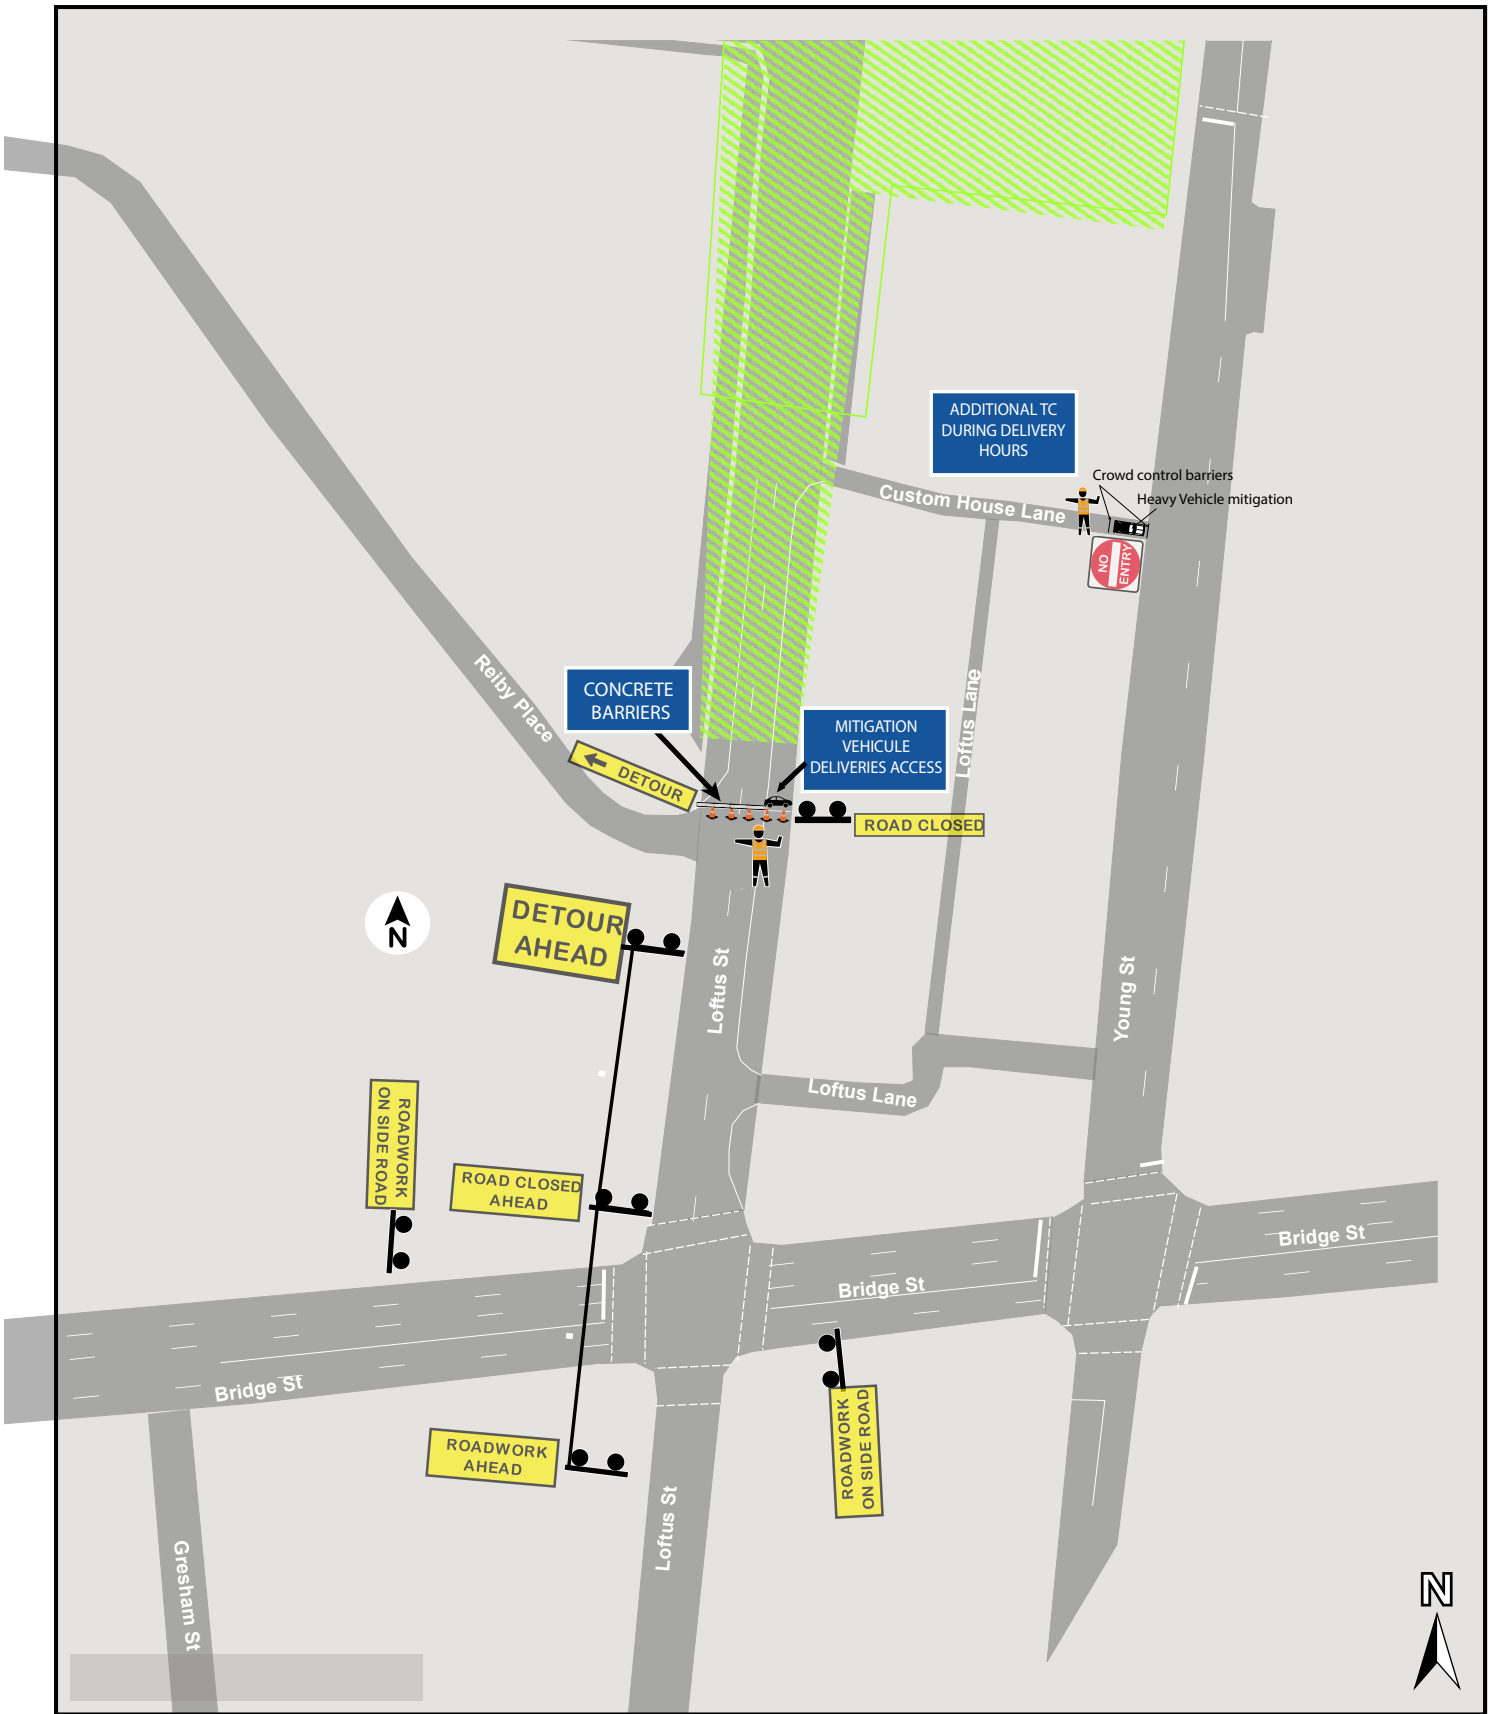 ADDITIONAL TC
DURING DELIVERY
HOURS
Crowd control barriers
Heavy Vehicle mitigation
Custom House Lane
NO
ENTRY
Reiby Place
CONCRETE
BARRIERS
MITIGATION
VEHICULE
DELIVERIES ACCESS
Loftus Lane
DETOUR
ROAD CLOSED
DETOUR
AHEAD
N
Loftus St
Young St
Loftus Lane
ROADWORK
ON SIDE ROAD
ROAD CLOSED
AHEAD
Bridge St
Bridge St
Bridge St
ROADWORK
ON SIDE ROAD
ROADWORK
AHEAD
Loftus St
Gresham St
N